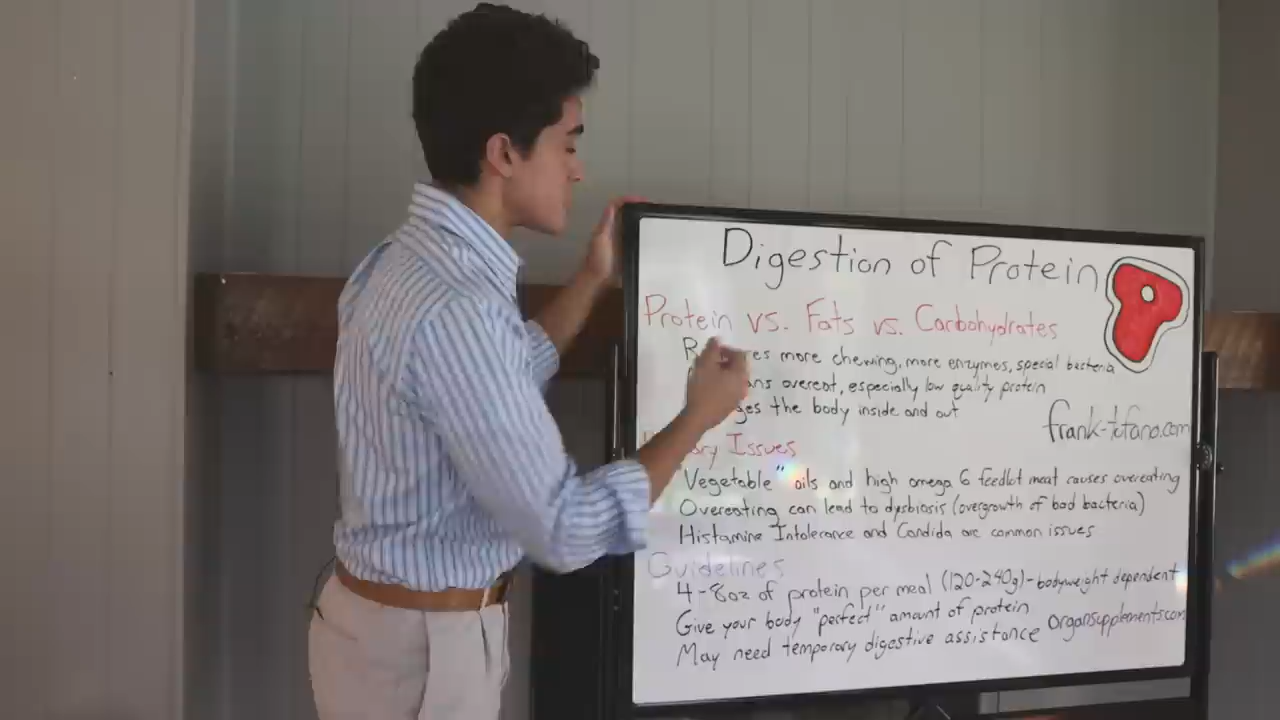 Digestion of Protein
Protein vs. Fats vs. Carbohydrates
more chewing, more enzymes, special bacteria
overeat, especially low quality protein
the body inside and out
frank-tufano.com
Issues
Vegetable" oils and high omega 6 feedlot meat causes overeating
Overeating can lead to dysbiosis (overgrowth of bad bacteria)
Histamine Intolerance and Candida are common issues
Guidelines
4-8oz of protein per meal (120-240g)-bodyweight dependent
Give your body "perfect" amount of protein
organsupplements.com
May need temporary digestive assistance